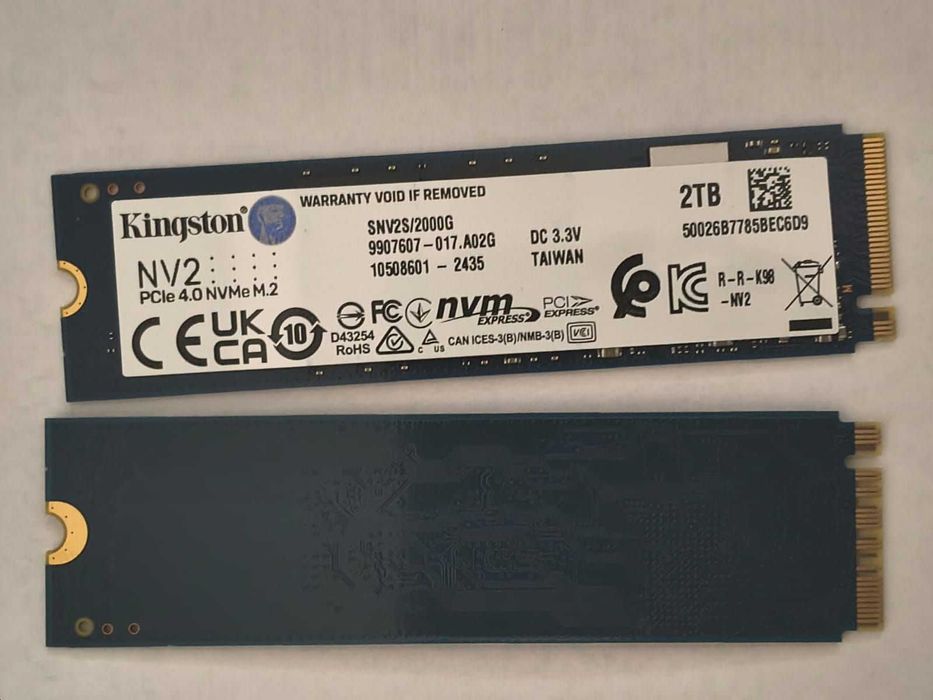 WARRANTY VOID IF REMOVED
Kingston®
SNV2S/2000G
9907607-017.A02G
10508601 - 2435
DC 3.3V
TAIWAN
2TB
50026B7785BEC6D9
NV2
PCIe 4.0 NVMe M.2
CE
UK
CA
10
D43254
RoHS
FC
nvm
EXPRESS®
PCI
EXPRESS®
C US
CAN ICES-3(B)/NMB-3(B)
VCI
R-R-K98
-NV2